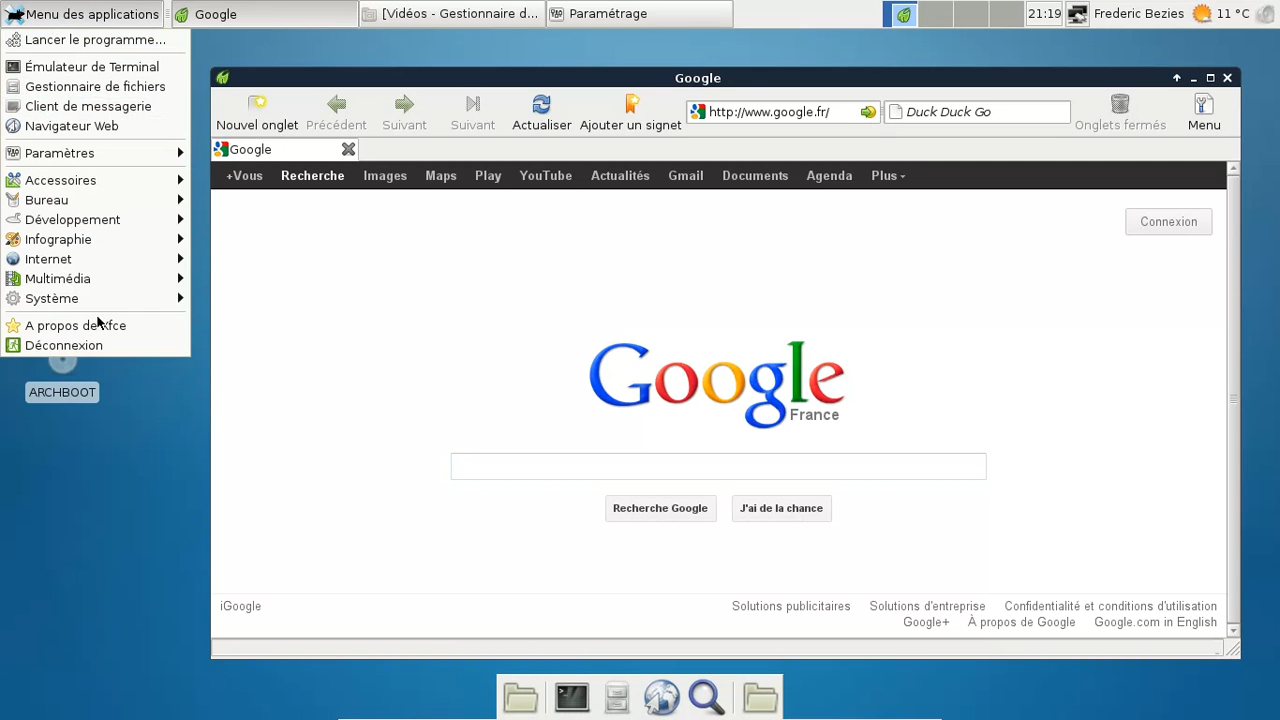 Menu des applications
Google
[Vidéos - Gestionnaire d...
Paramétrage
21:19
Frederic Bezies
11 °C
Lancer le programme...
Émulateur de Terminal
Gestionnaire de fichiers
Client de messagerie
Navigateur Web
Paramètres
Accessoires
Bureau
Développement
Infographie
Internet
Multimédia
Système
A propos de Xfce
Déconnexion
ARCHBOOT
Google
Nouvel onglet
Précédent
Suivant
Suivant
Actualiser
Ajouter un signet
http://www.google.fr/
Duck Duck Go
Onglets fermés
Menu
Google
+Vous Recherche Images Maps Play YouTube Actualités Gmail Documents Agenda Plus
Connexion
Google
France
Recherche Google
J'ai de la chance
iGoogle
Solutions publicitaires Solutions d'entreprise Confidentialité et conditions d'utilisation
Google+ À propos de Google Google.com in English